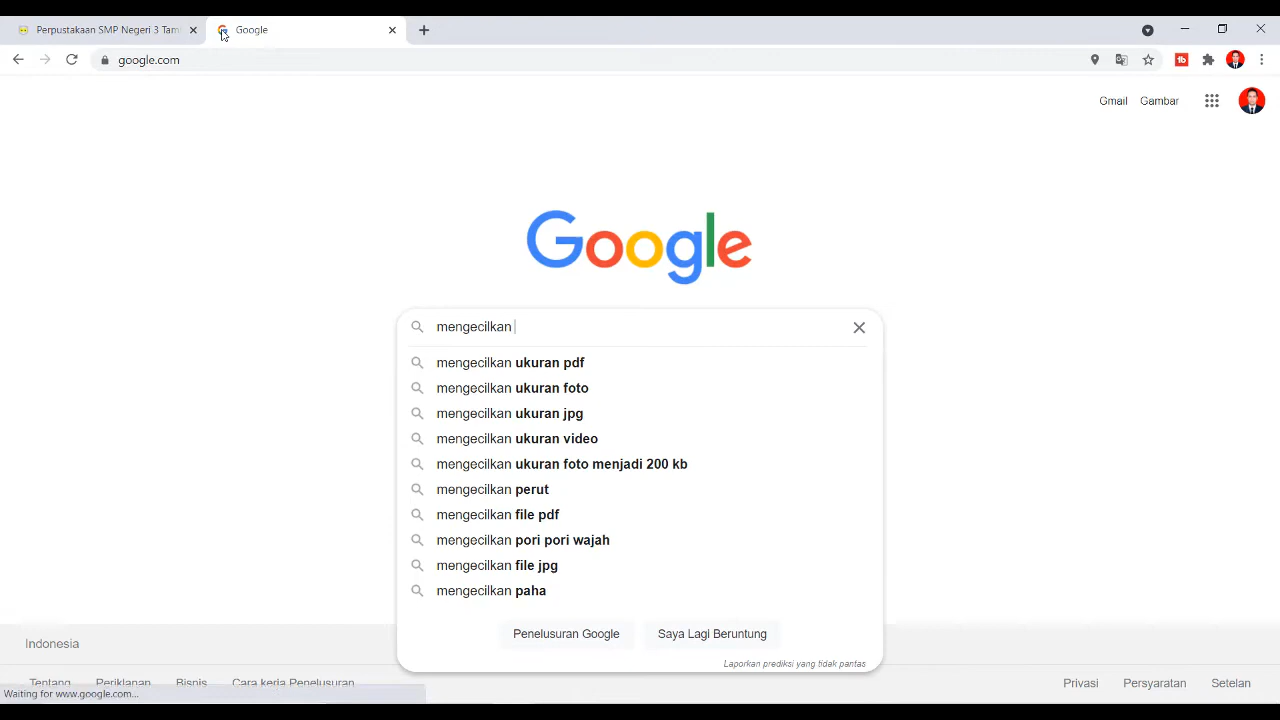 Perpustakaan SMP Negeri 3 Tam
Google
google.com
Gmail Gambar
Google
mengecilkan
mengecilkan ukuran pdf
mengecilkan ukuran foto
mengecilkan ukuran jpg
mengecilkan ukuran video
mengecilkan ukuran foto menjadi 200 kb
mengecilkan perut
mengecilkan file pdf
mengecilkan pori pori wajah
mengecilkan file jpg
mengecilkan paha
Penelusuran Google Saya Lagi Beruntung
Laporkan prediksi yang tidak pantas
Indonesia
Tentang Periklanan Bisnis Cara kerja Penelusuran Privasi Persyaratan Setelan
Waiting for www.google.com...